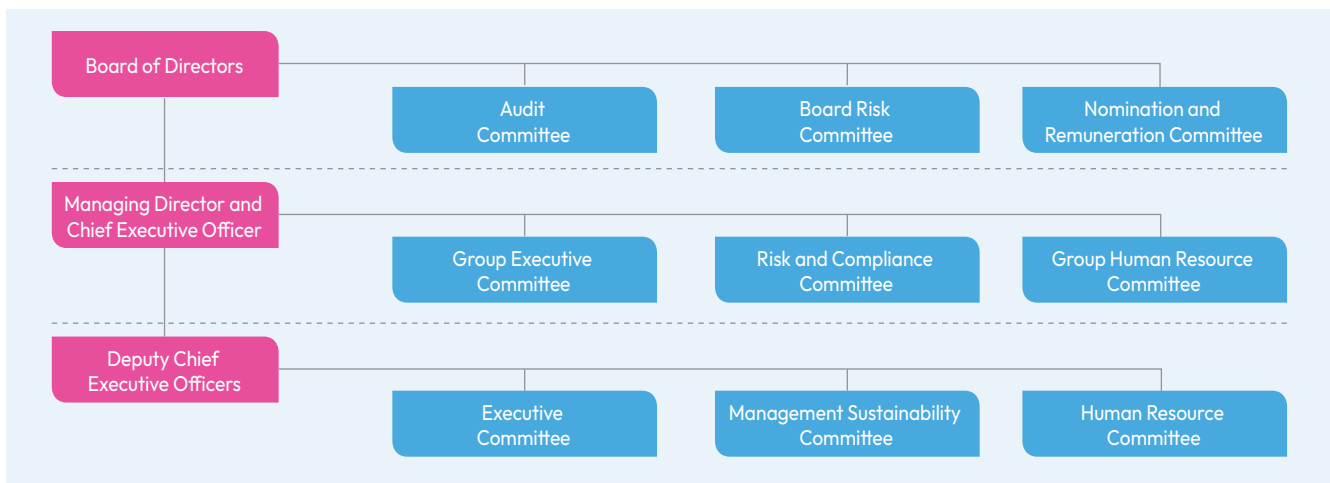 Board of Directors
Audit
Committee
Board Risk
Committee
Nomination and
Remuneration Committee
Managing Director and
Chief Executive Officer
Group Executive
Committee
Risk and Compliance
Committee
Group Human Resource
Committee
Deputy Chief
Executive Officers
Executive
Committee
Management Sustainability
Committee
Human Resource
Committee